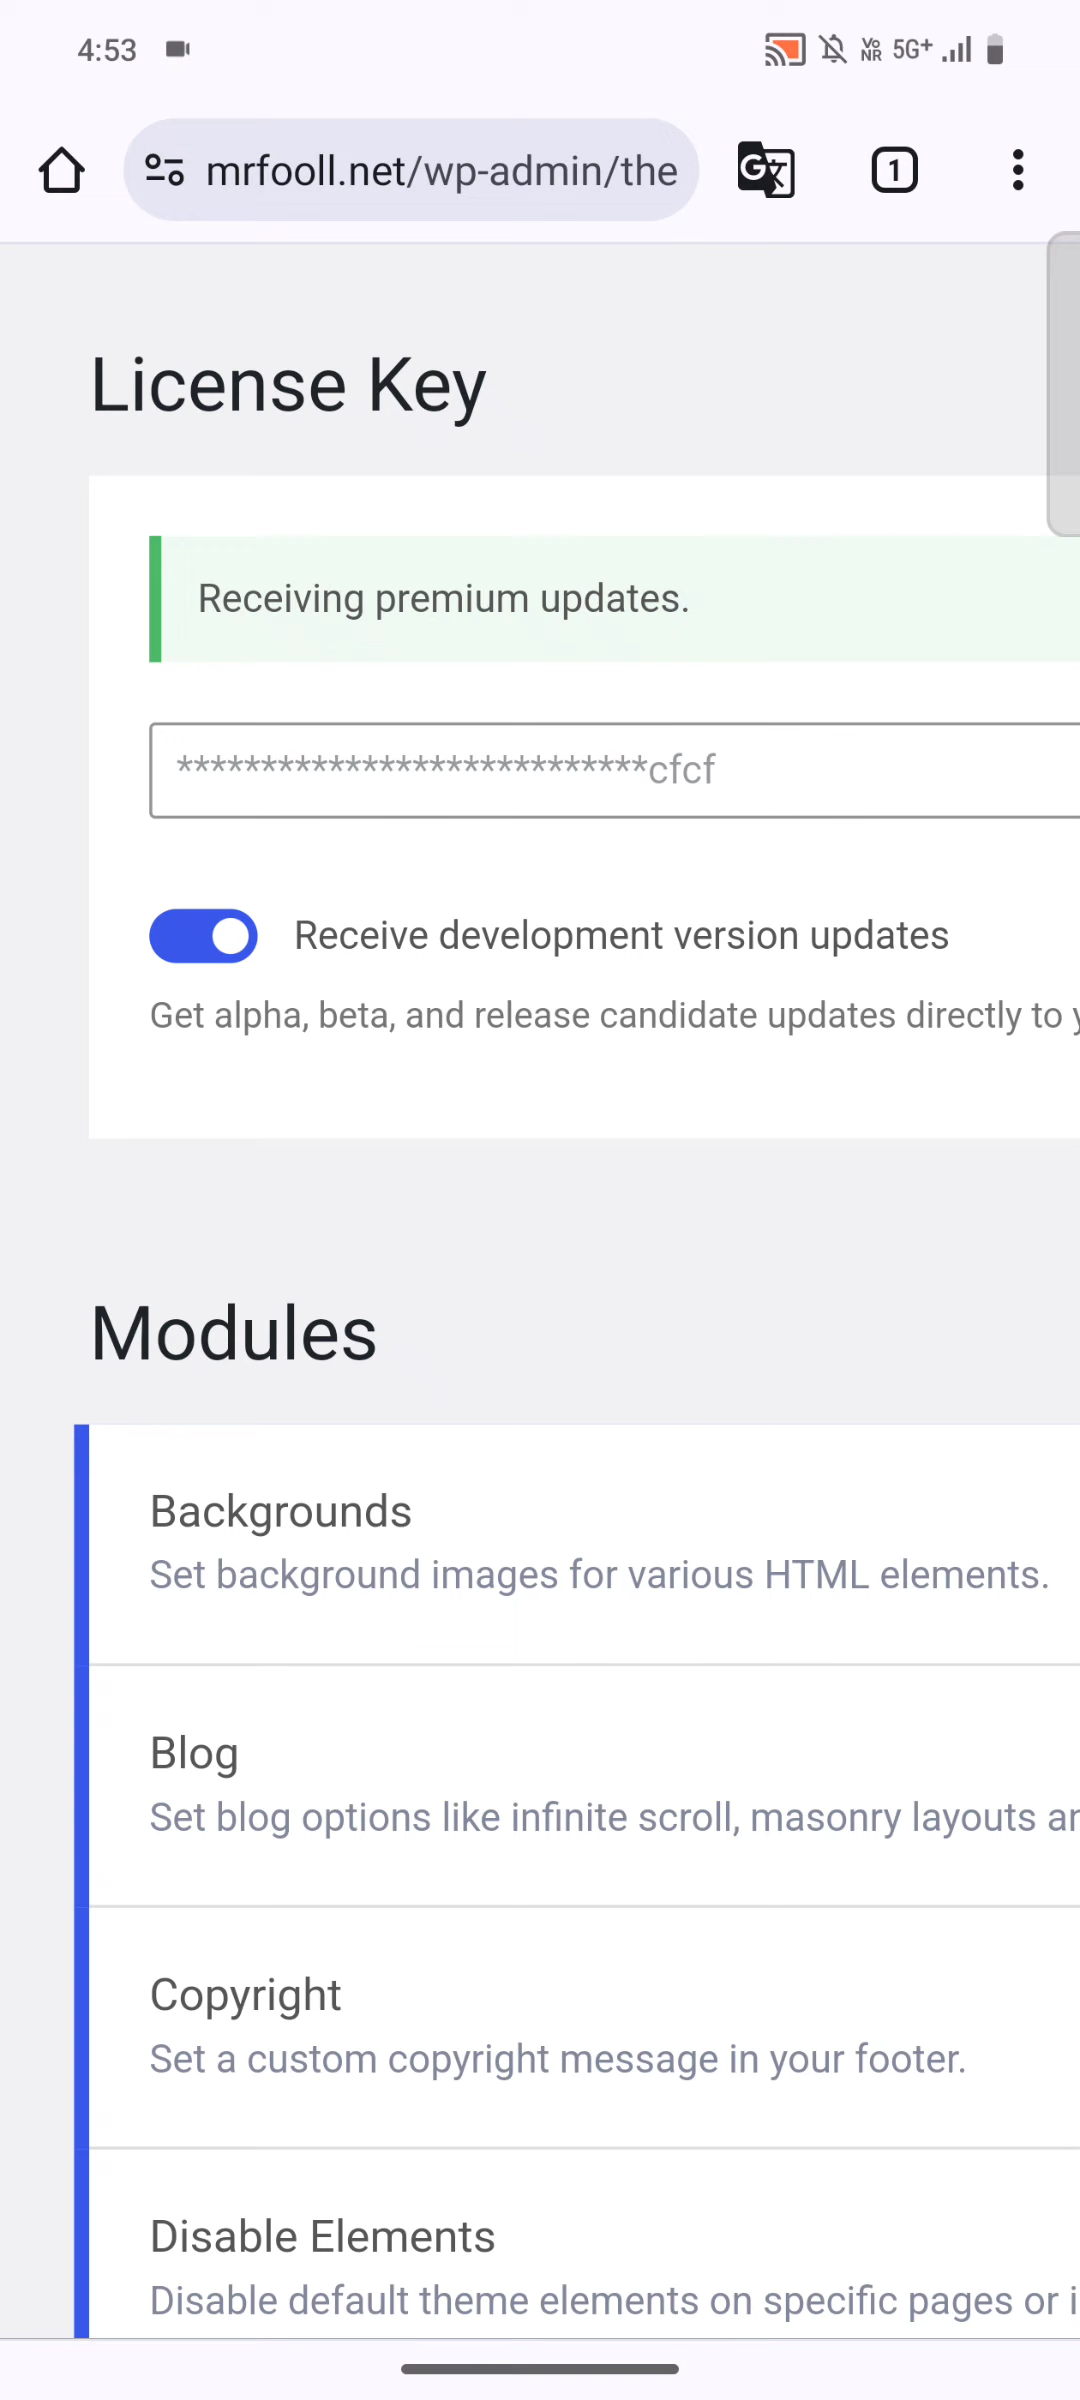 4:53
Vo NR 5G+
mrfooll.net/wp-admin/the
1
License Key
Receiving premium updates.
****************************cfcf
Receive development version updates
Get alpha, beta, and release candidate updates directly to y
Modules
Backgrounds
Set background images for various HTML elements.
Blog
Set blog options like infinite scroll, masonry layouts ar
Copyright
Set a custom copyright message in your footer.
Disable Elements
Disable default theme elements on specific pages or i